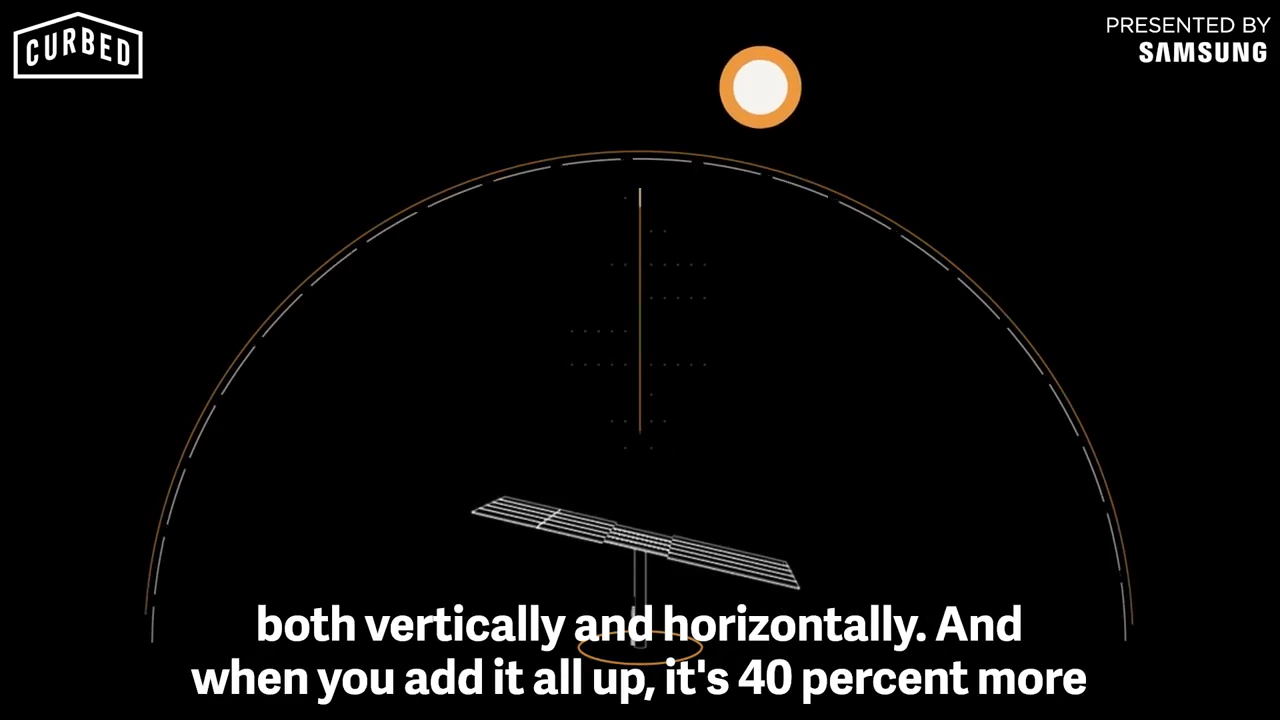 CURBED
PRESENTED BY
SAMSUNG
both vertically and horizontally. And
when you add it all up, it's 40 percent more